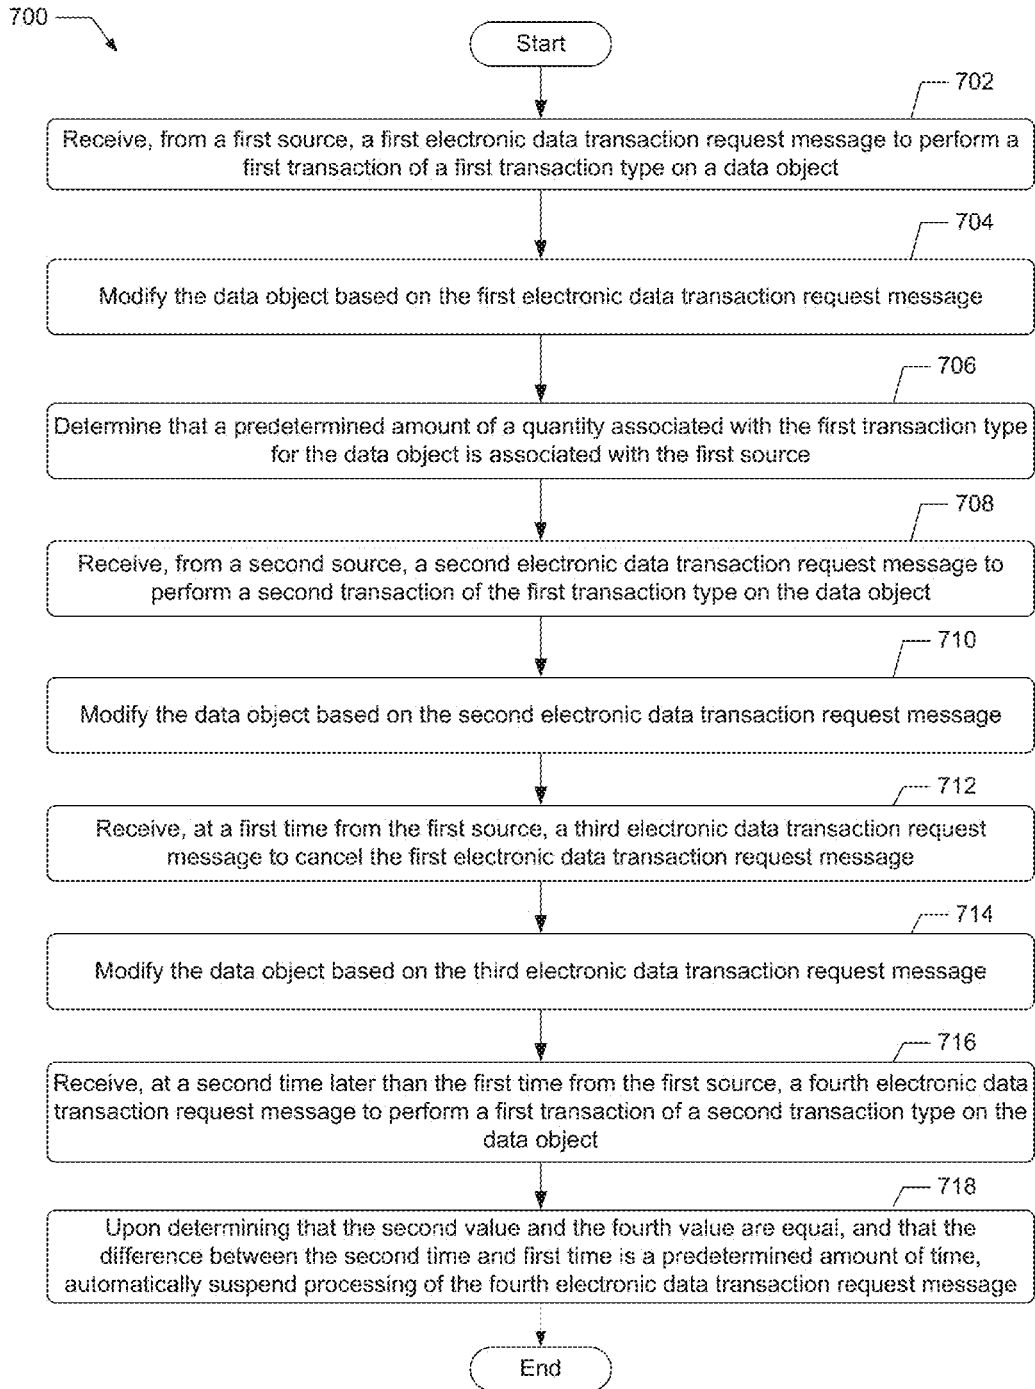 700
Start
702
Receive, from a first source, a first electronic data transaction request message to perform a
first transaction of a first transaction type on a data object
704
Modify the data object based on the first electronic data transaction request message
706
Determine that a predetermined amount of a quantity associated with the first transaction type
for the data object is associated with the first source
708
Receive, from a second source, a second electronic data transaction request message to
perform a second transaction of the first transaction type on the data object
710
Modify the data object based on the second electronic data transaction request message
712
Receive, at a first time from the first source, a third electronic data transaction request
message to cancel the first electronic data transaction request message
714
Modify the data object based on the third electronic data transaction request message
716
Receive, at a second time later than the first time from the first source, a fourth electronic data
transaction request message to perform a first transaction of a second transaction type on the
data object
718
Upon determining that the second value and the fourth value are equal, and that the
difference between the second time and first time is a predetermined amount of time,
automatically suspend processing of the fourth electronic data transaction request message
End